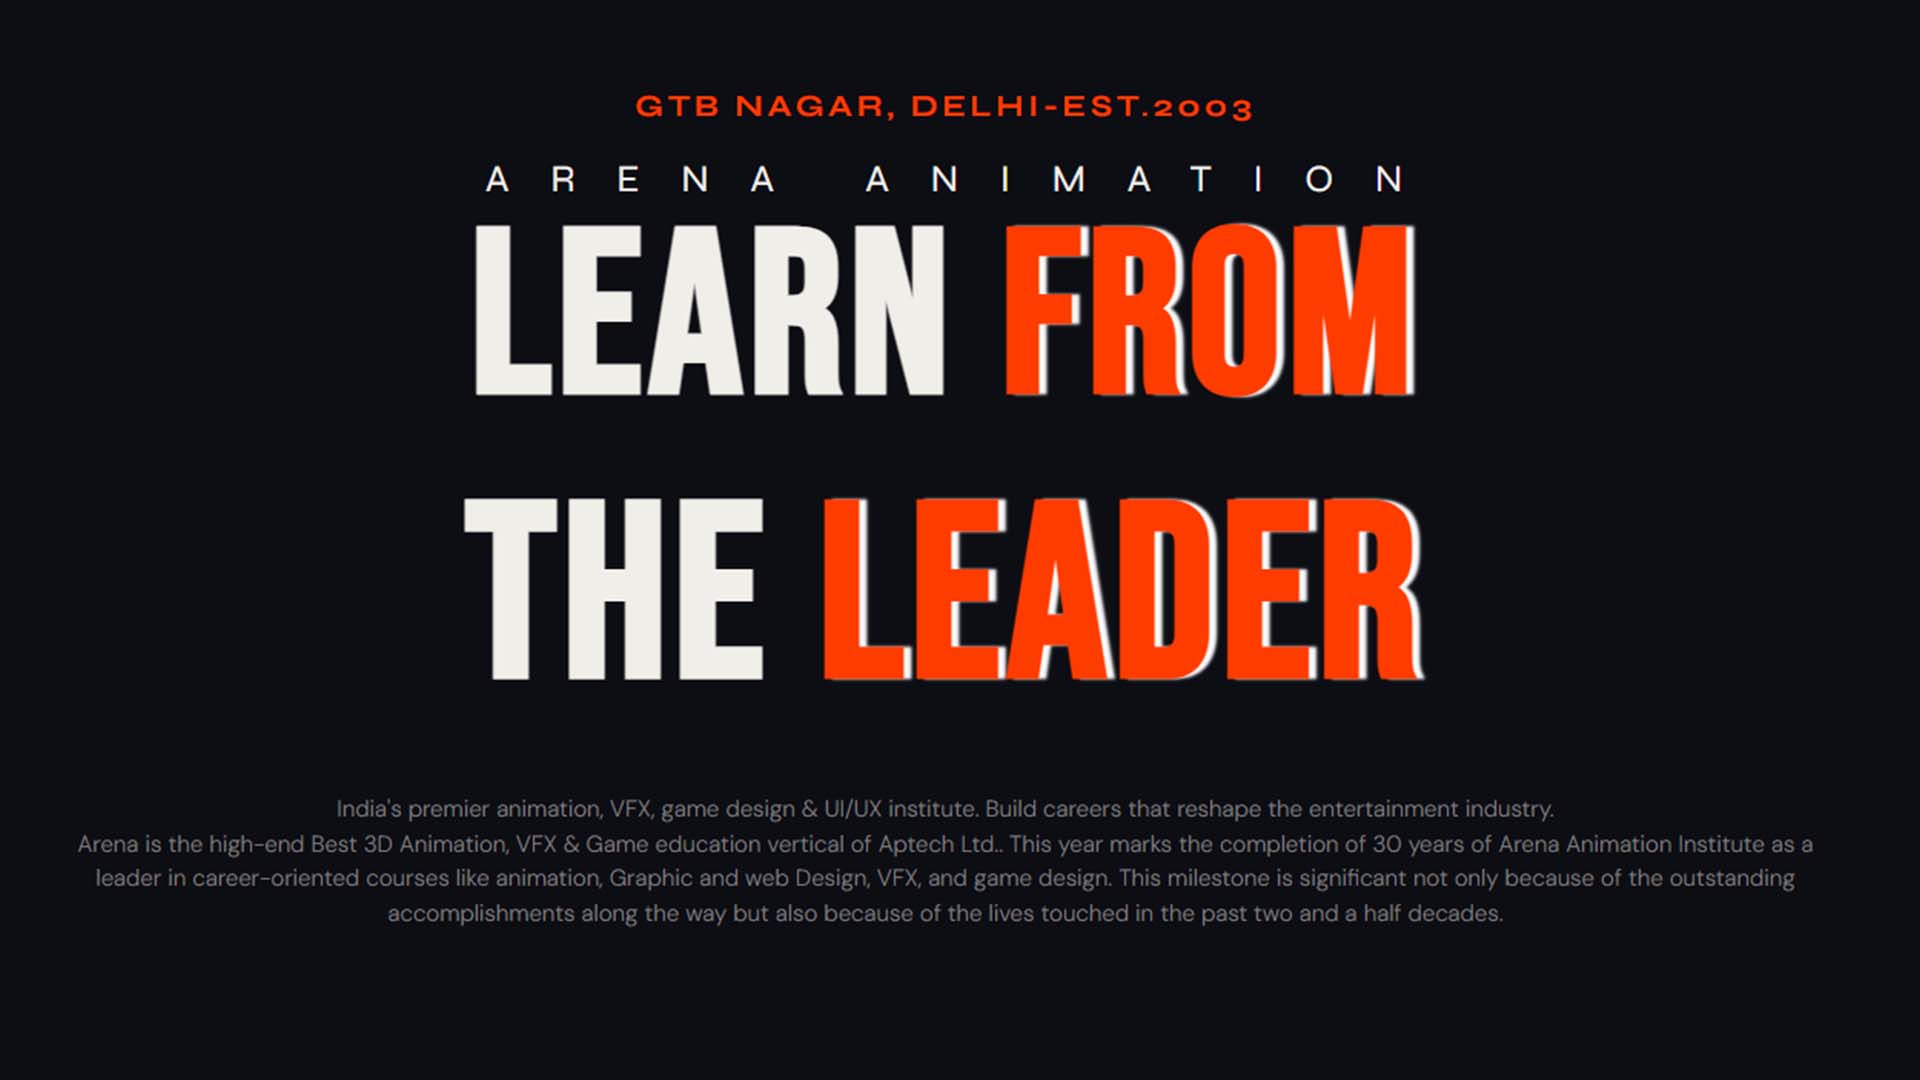 GTB NAGAR, DELHI-EST.2003
ARENA ANIMATION
LEARN FROM
THE LEADER
India's premier animation, VFX, game design & UI/UX institute. Build careers that reshape the entertainment industry.
Arena is the high-end Best 3D Animation, VFX & Game education vertical of Aptech Ltd.. This year marks the completion of 30 years of Arena Animation Institute as a
leader in career-oriented courses like animation, Graphic and web Design, VFX, and game design. This milestone is significant not only because of the outstanding
accomplishments along the way but also because of the lives touched in the past two and a half decades.